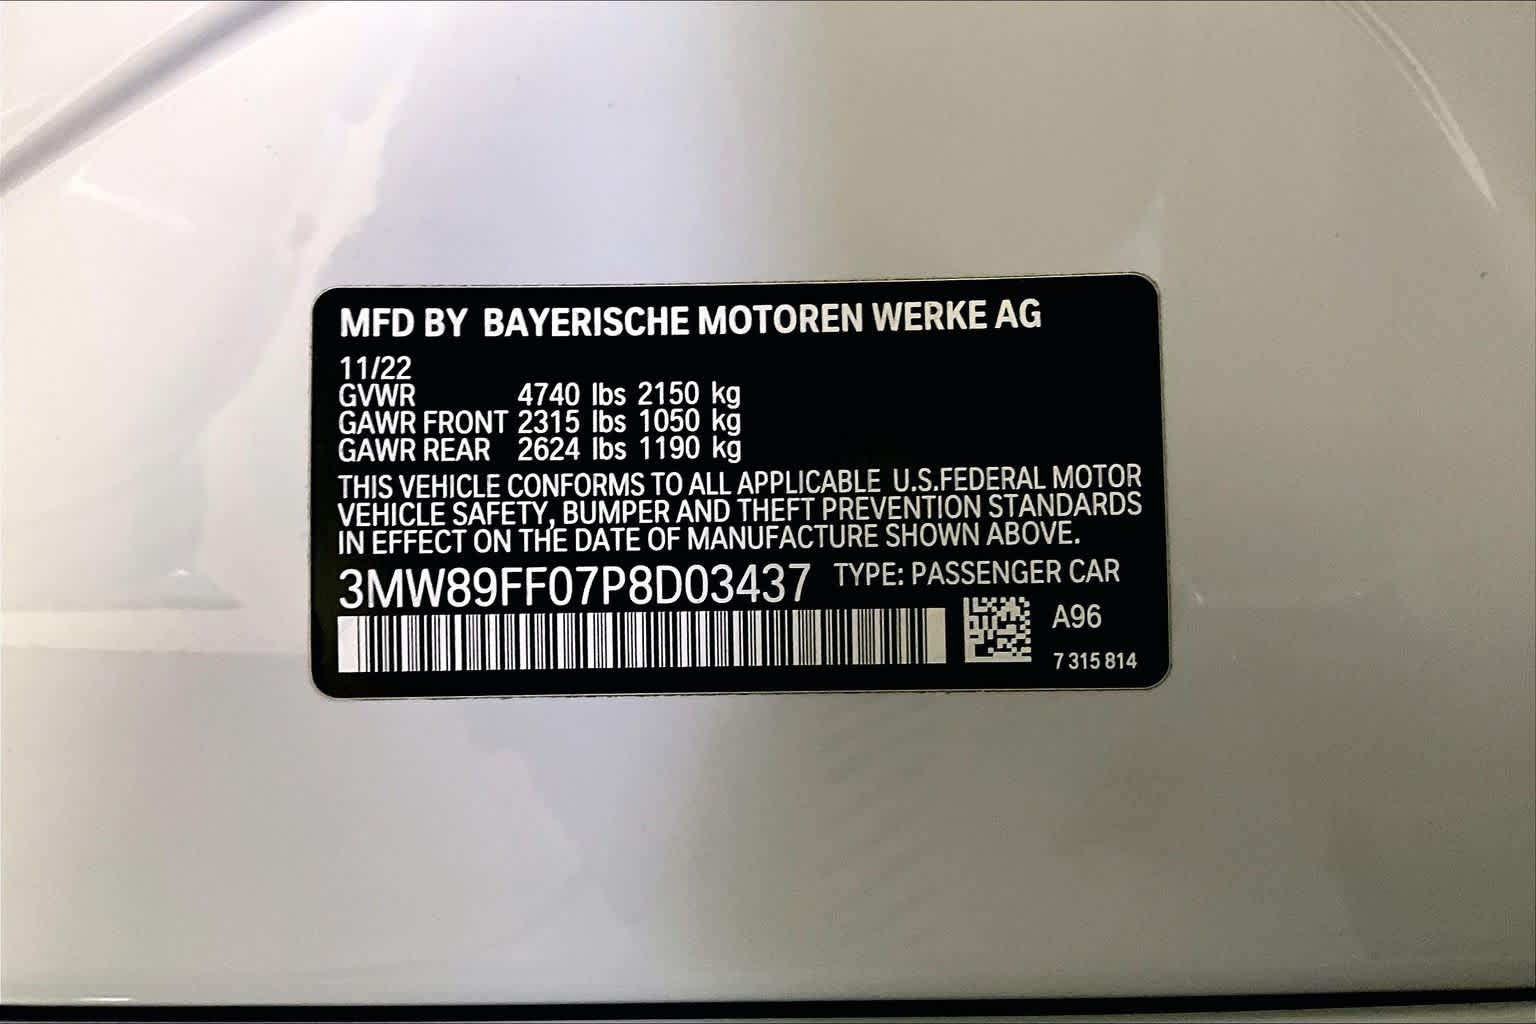 MFD BY BAYERISCHE MOTOREN WERKE AG
11/22
GVWR 4740 lbs 2150 kg
GAWR FRONT 2315 lbs 1050 kg
GAWR REAR 2624 lbs 1190 kg
THIS VEHICLE CONFORMS TO ALL APPLICABLE U.S.FEDERAL MOTOR
VEHICLE SAFETY, BUMPER AND THEFT PREVENTION STANDARDS
IN EFFECT ON THE DATE OF MANUFACTURE SHOWN ABOVE.
3MW89FF07P8D03437 TYPE: PASSENGER CAR
A96
7 315 814